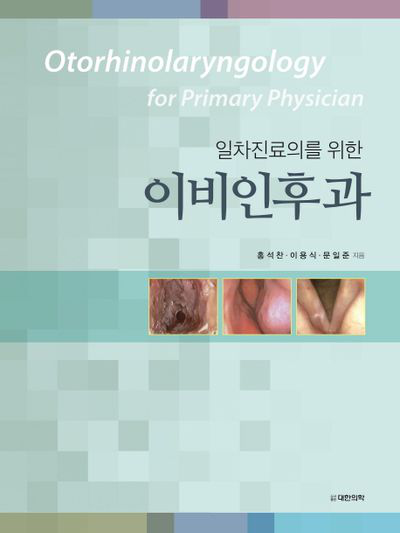 Otorhinolaryngology
for Primary Physician
일차진료의를 위한
이비인후과
홍석찬 · 이용식 · 문일준 지음
대한의학